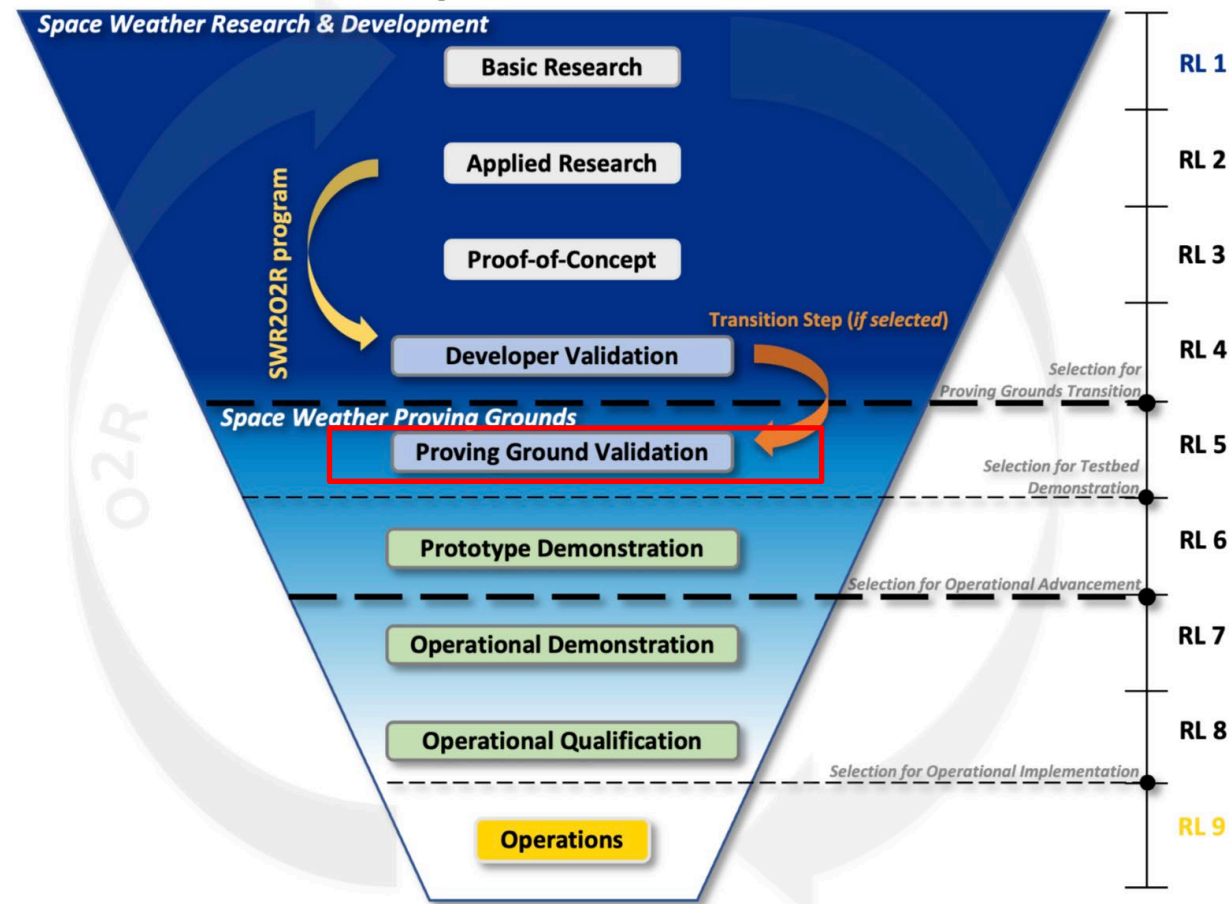 Space Weather Research & Development
Basic Research
RL 1
Applied Research
RL 2
SWR2O2R program
Proof-of-Concept
RL 3
Transition Step (if selected)
Developer Validation
RL 4
Selection for
Proving Grounds Transition
Space Weather Proving Grounds
Proving Ground Validation
RL 5
O2R
Selection for Testbed
Demonstration
Prototype Demonstration
RL 6
Selection for Operational Advancement
Operational Demonstration
RL 7
Operational Qualification
RL 8
Selection for Operational Implementation
Operations
RL 9